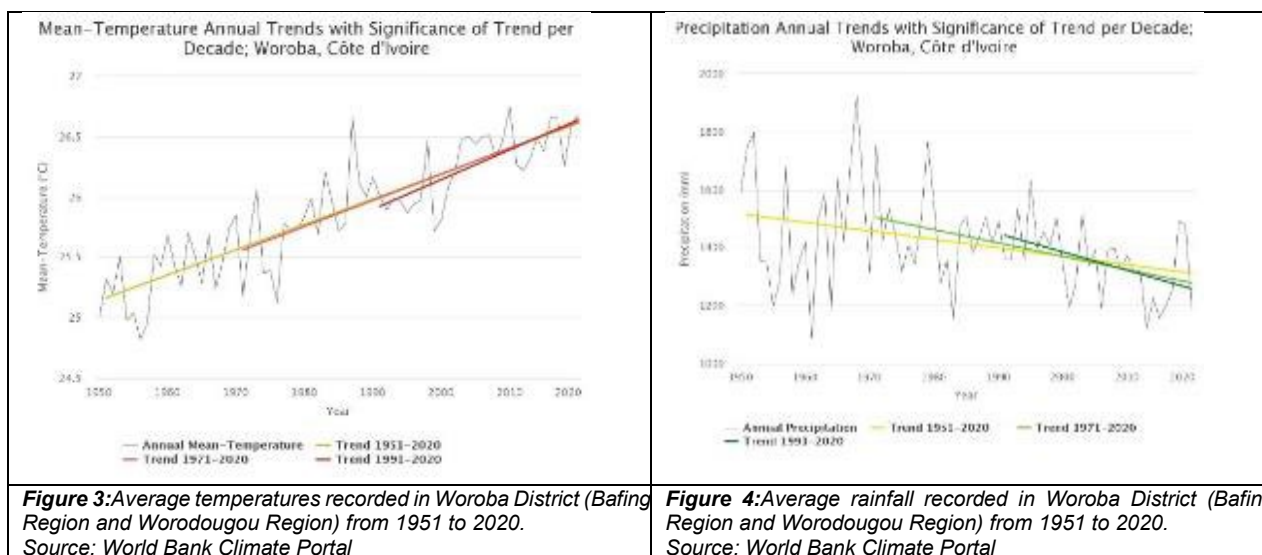 Mean-Temperature Annual Trends with Significance of Trend per
Decade; Woroba, Côte d'Ivoire
27
26.5
26
25.5
25
24.5
Mean-Temperature (°C)
1950 1960 1970 1980 1990 2000 2010 2020
Year
Annual Mean-Temperature Trend 1951-2020
Trend 1971-2020 Trend 1991-2020
Figure 3:Average temperatures recorded in Woroba District (Bafing
Region and Worodougou Region) from 1951 to 2020.
Source: World Bank Climate Portal
Precipitation Annual Trends with Significance of Trend per Decade;
Woroba, Côte d'Ivoire
2000
1800
1600
1400
1200
1000
Precipitation (mm)
1950 1960 1970 1980 1990 2000 2010 2020
Year
Annual Precipitation Trend 1951-2020 Trend 1971-2020
Trend 1991-2020
Figure 4:Average rainfall recorded in Woroba District (Bafin
Region and Worodougou Region) from 1951 to 2020.
Source: World Bank Climate Portal